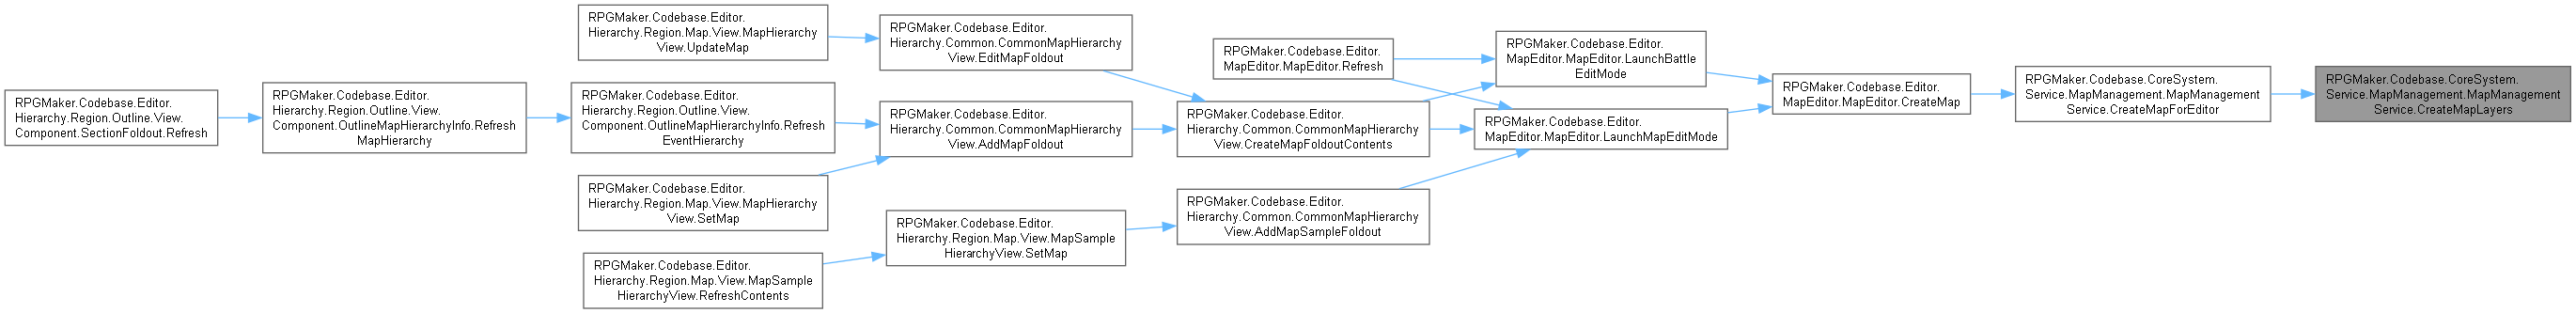 RPGMaker.Codebase.Editor.
Hierarchy.Region.Outline.View.
Component.SectionFoldout.Refresh
RPGMaker.Codebase.Editor.
Hierarchy.Region.Outline.View.
Component.OutlineMapHierarchyInfo.Refresh
MapHierarchy
RPGMaker.Codebase.Editor.
Hierarchy.Region.Map.View.MapHierarchy
View.UpdateMap
RPGMaker.Codebase.Editor.
Hierarchy.Region.Outline.View.
Component.OutlineMapHierarchyInfo.Refresh
EventHierarchy
RPGMaker.Codebase.Editor.
Hierarchy.Region.Map.View.MapHierarchy
View.SetMap
RPGMaker.Codebase.Editor.
Hierarchy.Region.Map.View.MapSample
HierarchyView.RefreshContents
RPGMaker.Codebase.Editor.
Hierarchy.Common.CommonMapHierarchy
View.EditMapFoldout
RPGMaker.Codebase.Editor.
Hierarchy.Common.CommonMapHierarchy
View.AddMapFoldout
RPGMaker.Codebase.Editor.
Hierarchy.Region.Map.View.MapSample
HierarchyView.SetMap
RPGMaker.Codebase.Editor.
MapEditor.MapEditor.Refresh
RPGMaker.Codebase.Editor.
Hierarchy.Common.CommonMapHierarchy
View.CreateMapFoldoutContents
RPGMaker.Codebase.Editor.
Hierarchy.Common.CommonMapHierarchy
View.AddMapSampleFoldout
RPGMaker.Codebase.Editor.
MapEditor.MapEditor.LaunchBattle
EditMode
RPGMaker.Codebase.Editor.
MapEditor.MapEditor.LaunchMapEditMode
RPGMaker.Codebase.Editor.
MapEditor.MapEditor.CreateMap
RPGMaker.Codebase.CoreSystem.
Service.MapManagement.MapManagement
Service.CreateMapForEditor
RPGMaker.Codebase.CoreSystem.
Service.MapManagement.MapManagement
Service.CreateMapLayers